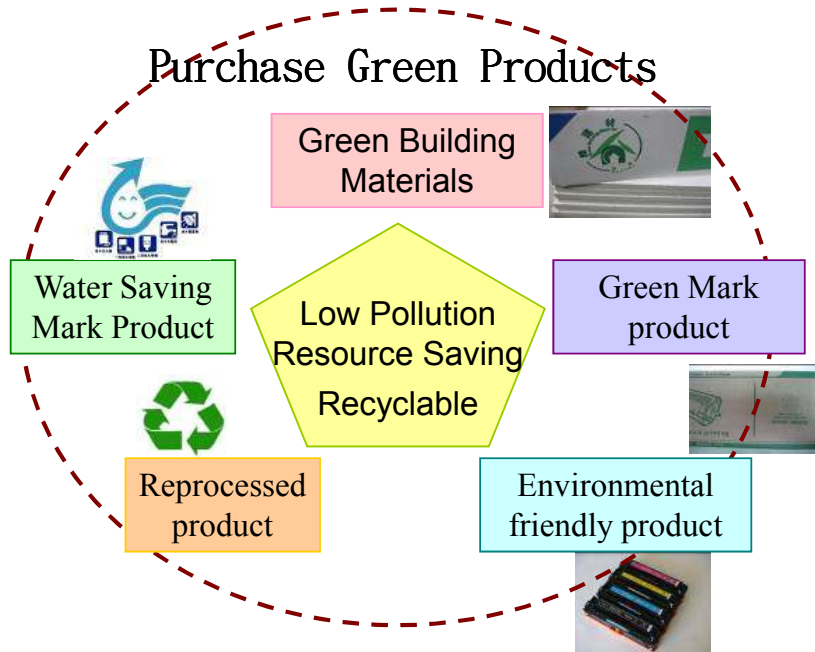 Purchase Green Products
Green Building
Materials
Water Saving
Mark Product
Low Pollution
Resource Saving
Recyclable
Green Mark
product
Reprocessed
product
Environmental
friendly product